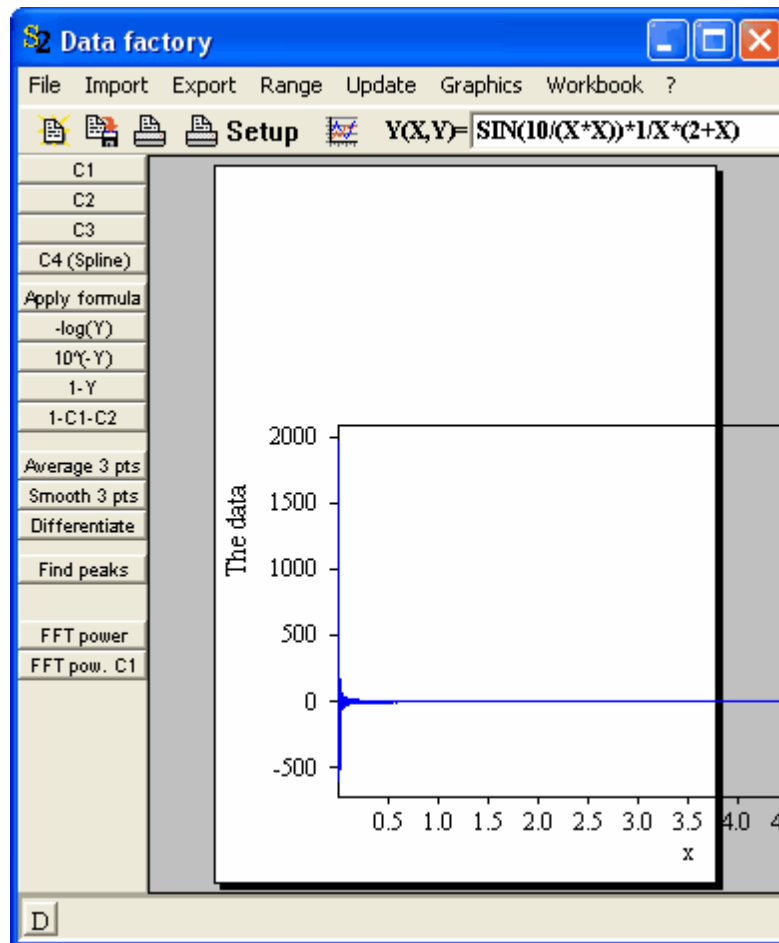 S2 Data factory
File Import Export Range Update Graphics Workbook ?
Setup Y(X,Y)= SIN(10/(X*X))*1/X*(2+X)
C1
C2
C3
C4 (Spline)
Apply formula
-log(Y)
10^(-Y)
1-Y
1-C1-C2
Average 3 pts
Smooth 3 pts
Differentiate
Find peaks
FFT power
FFT pow. C1
The data
2000
1500
1000
500
0
-500
0.5 1.0 1.5 2.0 2.5 3.0 3.5 4.0 4
x
D